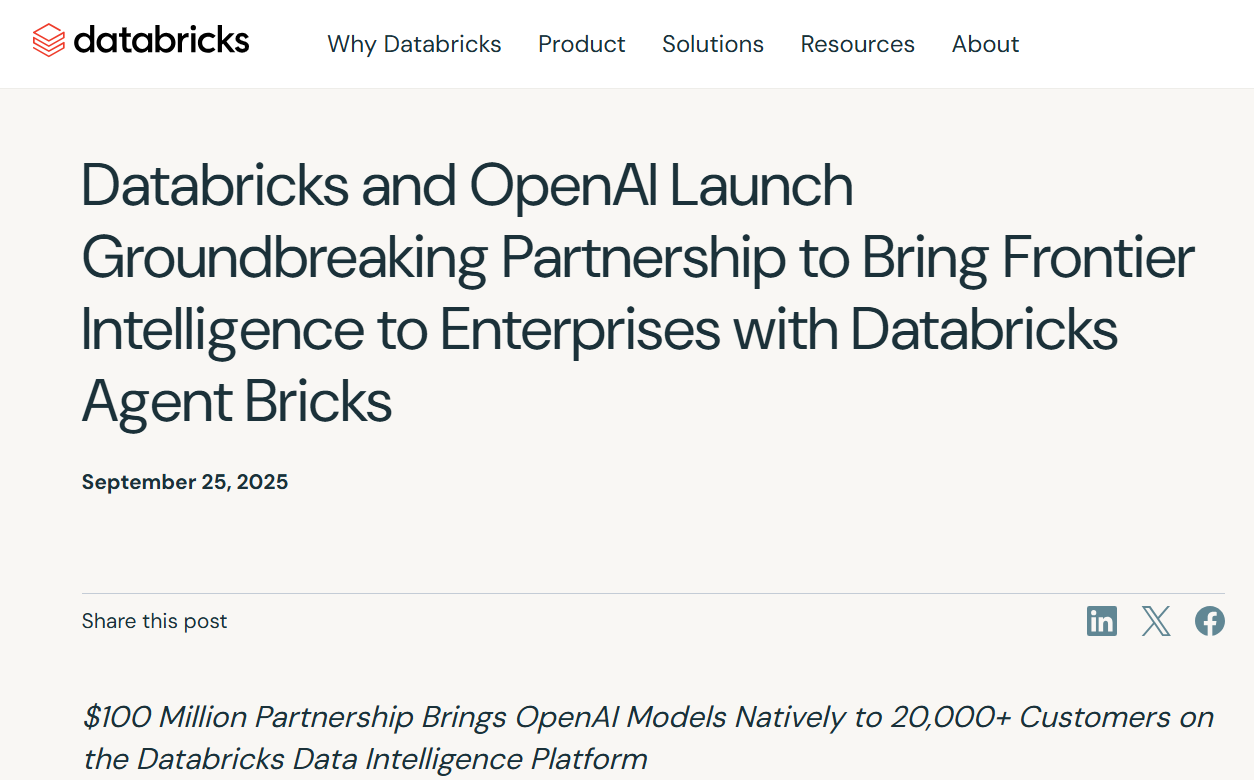 databricks
Why Databricks Product Solutions Resources About
Databricks and OpenAI Launch
Groundbreaking Partnership to Bring Frontier
Intelligence to Enterprises with Databricks
Agent Bricks
September 25, 2025
Share this post
$100 Million Partnership Brings OpenAI Models Natively to 20,000+ Customers on
the Databricks Data Intelligence Platform